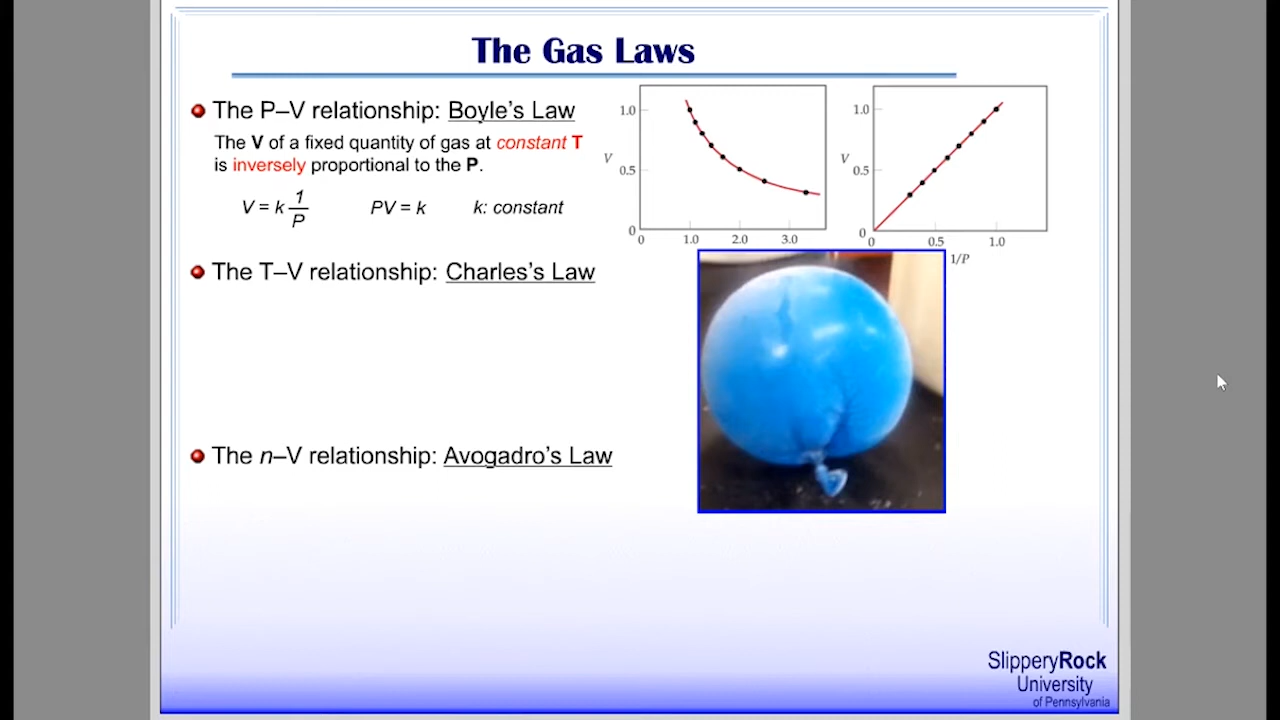 The Gas Laws
The P–V relationship: Boyle's Law
The V of a fixed quantity of gas at constant T
is inversely proportional to the P.
V = k 1/P PV = k k: constant
1.0
V
0.5
0
0 1.0 2.0 3.0
1.0
V
0.5
0
0 0.5 1.0
1/P
The T–V relationship: Charles's Law
The n–V relationship: Avogadro's Law
SlipperyRock
University
of Pennsylvania